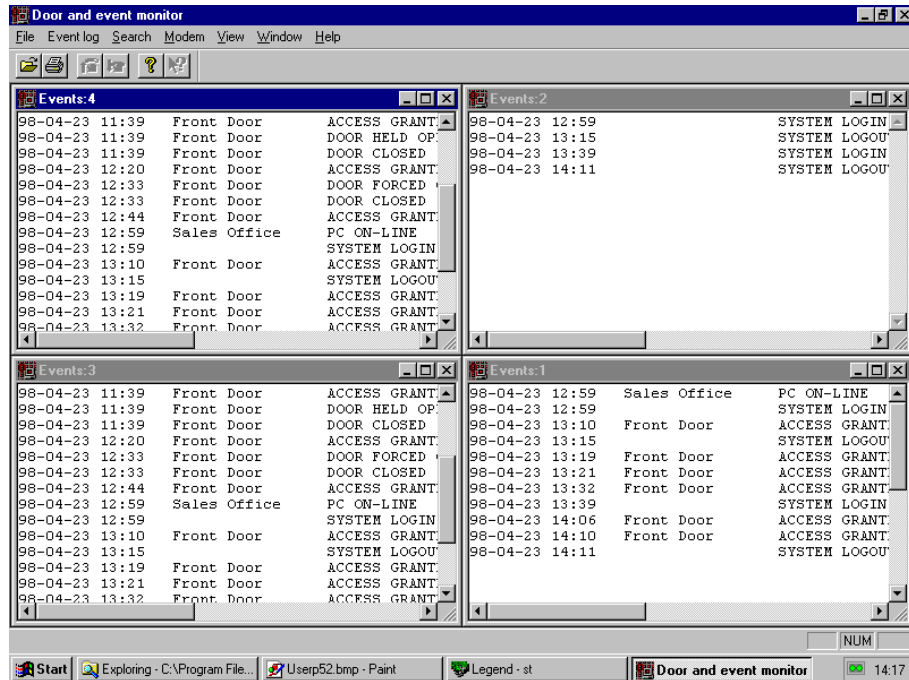 Door and event monitor
File Event log Search Modem View Window Help
Events:4
98-04-23 11:39 Front Door ACCESS GRANT
98-04-23 11:39 Front Door DOOR HELD OP
98-04-23 11:39 Front Door DOOR CLOSED
98-04-23 12:20 Front Door ACCESS GRANT
98-04-23 12:33 Front Door DOOR FORCED
98-04-23 12:33 Front Door DOOR CLOSED
98-04-23 12:44 Front Door ACCESS GRANT
98-04-23 12:59 Sales Office PC ON-LINE
98-04-23 12:59 SYSTEM LOGIN
98-04-23 13:10 Front Door ACCESS GRANT
98-04-23 13:15 SYSTEM LOGOU
98-04-23 13:19 Front Door ACCESS GRANT
98-04-23 13:21 Front Door ACCESS GRANT
98-04-23 13:32 Front Door ACCESS GRANT
Events:2
98-04-23 12:59 SYSTEM LOGIN
98-04-23 13:15 SYSTEM LOGOU
98-04-23 13:39 SYSTEM LOGIN
98-04-23 14:11 SYSTEM LOGOU
Events:3
98-04-23 11:39 Front Door ACCESS GRANT
98-04-23 11:39 Front Door DOOR HELD OP
98-04-23 11:39 Front Door DOOR CLOSED
98-04-23 12:20 Front Door ACCESS GRANT
98-04-23 12:33 Front Door DOOR FORCED
98-04-23 12:33 Front Door DOOR CLOSED
98-04-23 12:44 Front Door ACCESS GRANT
98-04-23 12:59 Sales Office PC ON-LINE
98-04-23 12:59 SYSTEM LOGIN
98-04-23 13:10 Front Door ACCESS GRANT
98-04-23 13:15 SYSTEM LOGOU
98-04-23 13:19 Front Door ACCESS GRANT
98-04-23 13:21 Front Door ACCESS GRANT
98-04-23 13:32 Front Door ACCESS GRANT
Events:1
98-04-23 12:59 Sales Office PC ON-LINE
98-04-23 12:59 SYSTEM LOGIN
98-04-23 13:10 Front Door ACCESS GRANT
98-04-23 13:15 SYSTEM LOGOU
98-04-23 13:19 Front Door ACCESS GRANT
98-04-23 13:21 Front Door ACCESS GRANT
98-04-23 13:32 Front Door ACCESS GRANT
98-04-23 13:39 SYSTEM LOGIN
98-04-23 14:06 Front Door ACCESS GRANT
98-04-23 14:10 Front Door ACCESS GRANT
98-04-23 14:11 SYSTEM LOGOU
NUM
Start Exploring - C:\Program File... Userp52.bmp - Paint Legend - st Door and event monitor 14:17